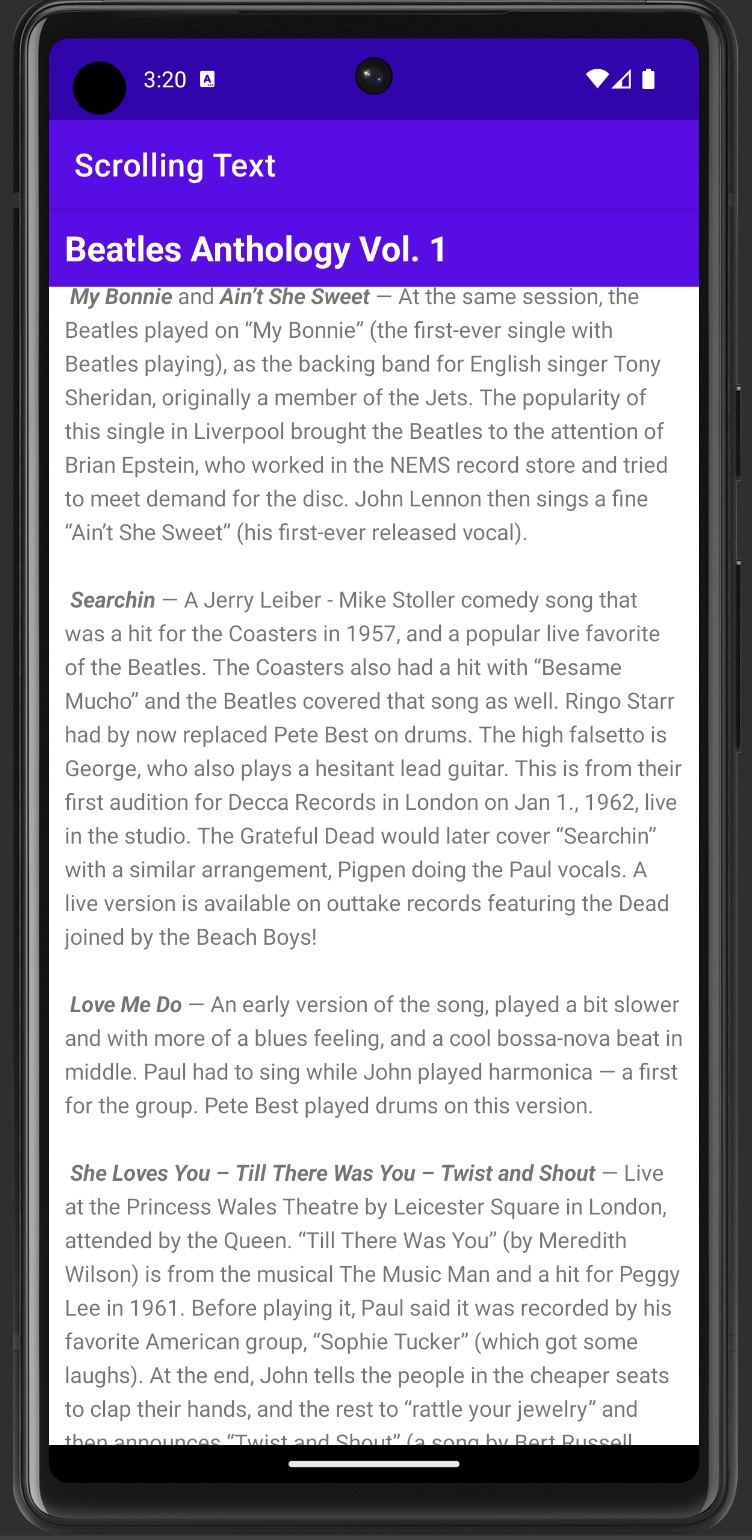 3:20 A
Scrolling Text
Beatles Anthology Vol. 1
My Bonnie and Ain’t She Sweet — At the same session, the
Beatles played on “My Bonnie” (the first-ever single with
Beatles playing), as the backing band for English singer Tony
Sheridan, originally a member of the Jets. The popularity of
this single in Liverpool brought the Beatles to the attention of
Brian Epstein, who worked in the NEMS record store and tried
to meet demand for the disc. John Lennon then sings a fine
“Ain’t She Sweet” (his first-ever released vocal).
Searchin — A Jerry Leiber - Mike Stoller comedy song that
was a hit for the Coasters in 1957, and a popular live favorite
of the Beatles. The Coasters also had a hit with “Besame
Mucho” and the Beatles covered that song as well. Ringo Starr
had by now replaced Pete Best on drums. The high falsetto is
George, who also plays a hesitant lead guitar. This is from their
first audition for Decca Records in London on Jan 1., 1962, live
in the studio. The Grateful Dead would later cover “Searchin”
with a similar arrangement, Pigpen doing the Paul vocals. A
live version is available on outtake records featuring the Dead
joined by the Beach Boys!
Love Me Do — An early version of the song, played a bit slower
and with more of a blues feeling, and a cool bossa-nova beat in
middle. Paul had to sing while John played harmonica — a first
for the group. Pete Best played drums on this version.
She Loves You – Till There Was You – Twist and Shout — Live
at the Princess Wales Theatre by Leicester Square in London,
attended by the Queen. “Till There Was You” (by Meredith
Wilson) is from the musical The Music Man and a hit for Peggy
Lee in 1961. Before playing it, Paul said it was recorded by his
favorite American group, “Sophie Tucker” (which got some
laughs). At the end, John tells the people in the cheaper seats
to clap their hands, and the rest to “rattle your jewelry” and
then announces “Twist and Shout” (a song by Bert Russell